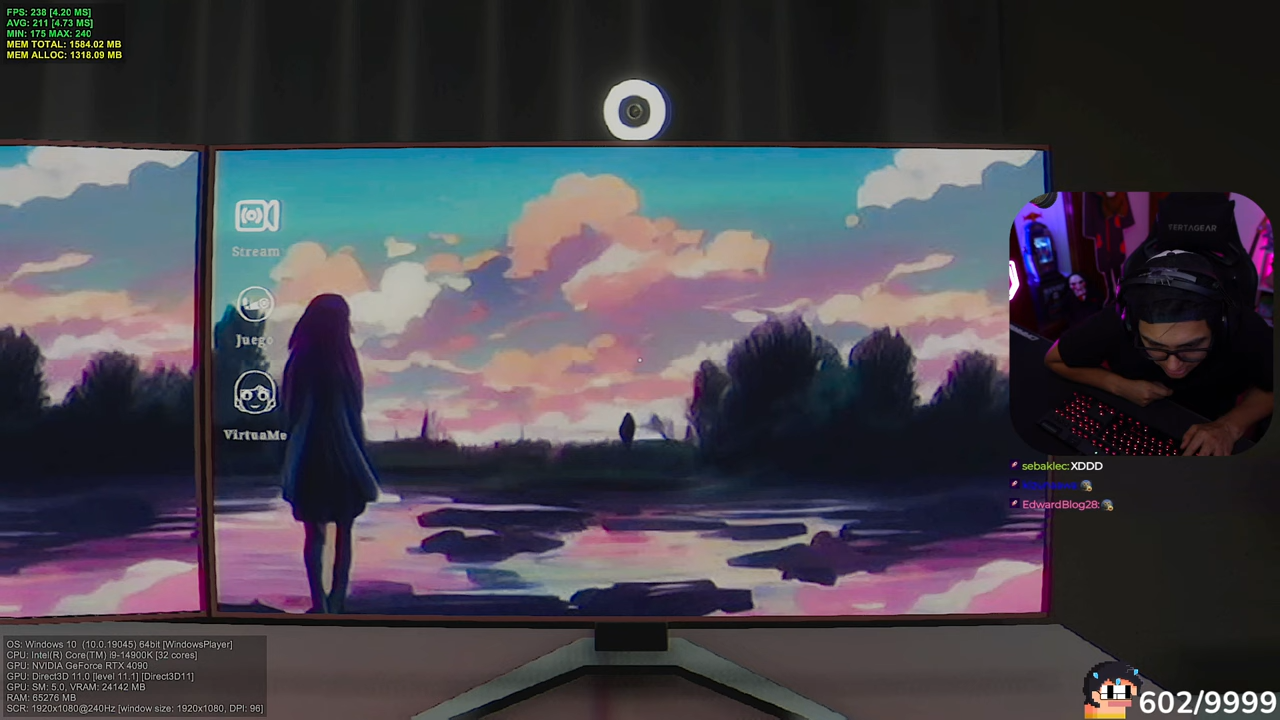 FPS: 238 [4.20 MS]
AVG: 211 [4.73 MS]
MIN: 175 MAX: 240
MEM TOTAL: 1584.02 MB
MEM ALLOC: 1318.09 MB
Stream
Juego
VirtuaMe
TERTAGEAR
sebaklec: XDDD
EdwardBlog28:
OS: Windows 10 (10.0.19045) 64bit [WindowsPlayer]
CPU: Intel(R) Core(TM) i9-14900K [32 cores]
GPU: NVIDIA GeForce RTX 4090
GPU: Direct3D 11.0 [level 11.1] [Direct3D11]
GPU: SM: 5.0, VRAM: 24142 MB
RAM: 65276 MB
SCR: 1920x1080@240Hz [window size: 1920x1080, DPI: 96]
602/9999